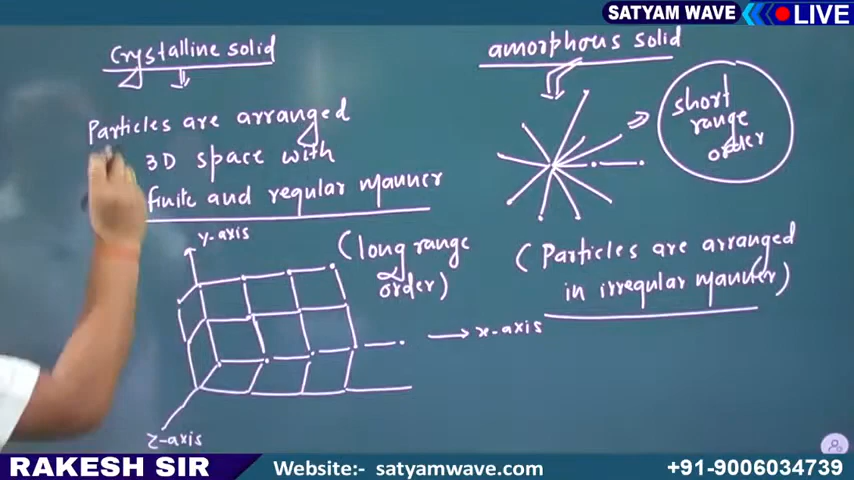 SATYAM WAVE
LIVE
Crystalline solid
Particles are arranged
3D space with
finite and regular manner
y-axis
(long range
order)
x-axis
z-axis
amorphous solid
short
range
order
(Particles are arranged
in irregular manner)
RAKESH SIR
Website:- satyamwave.com
+91-9006034739